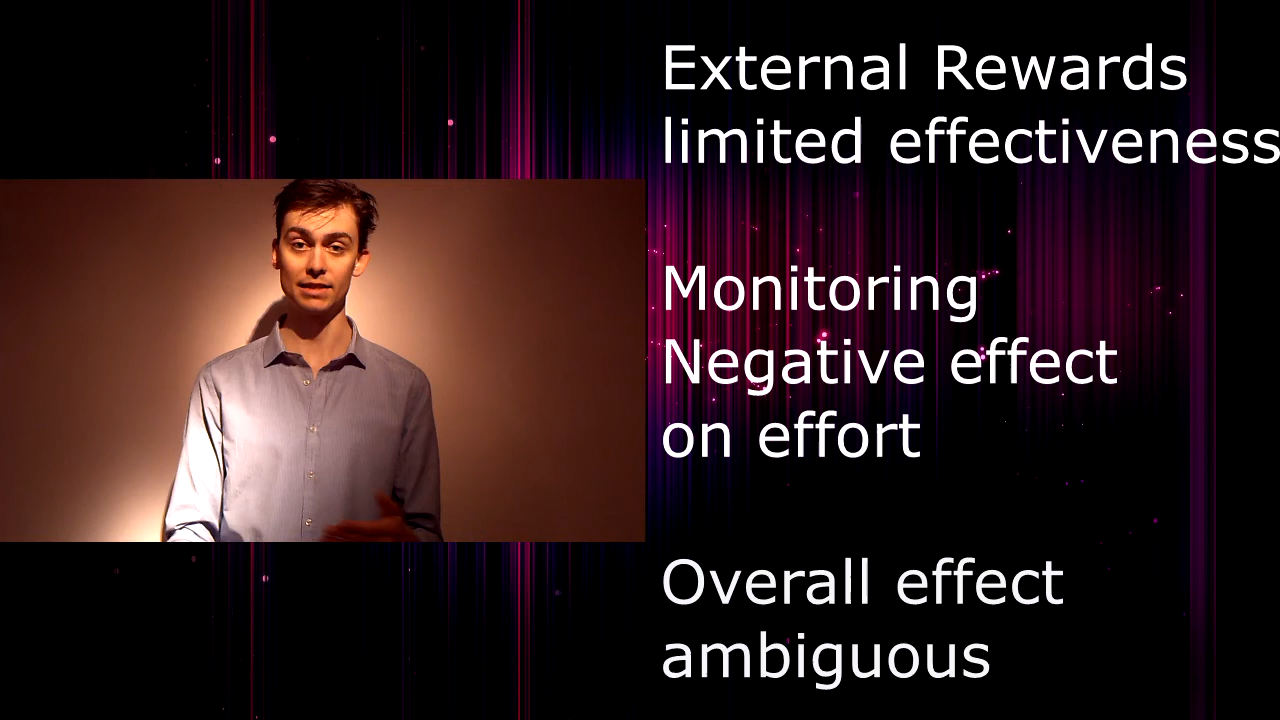 External Rewards
limited effectiveness
Monitoring
Negative effect
on effort
Overall effect
ambiguous